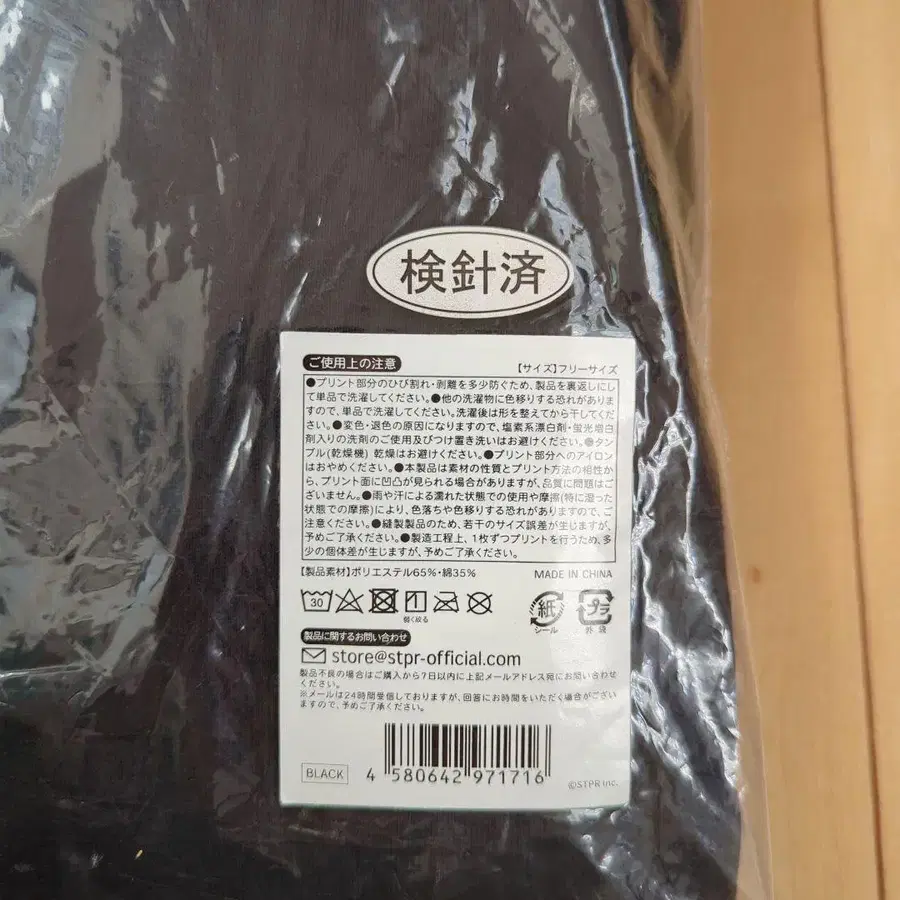 検針済
ご使用上の注意
【サイズ】フリーサイズ
●プリント部分のひび割れ・剥離を多少防ぐため、製品を裏返しにし
て単品で洗濯してください。●他の洗濯物に色移りする恐れがありま
すので、単品で洗濯してください。洗濯後は形を整えてから干してくだ
さい。●変色・退色の原因になりますので、塩素系漂白剤・蛍光増白
剤入りの洗剤のご使用及びつけ置き洗いはお避けください。●タン
ブル(乾燥機) 乾燥はお避けください。●プリント部分へのアイロン
はおやめください。●本製品は素材の性質とプリント方法の相性か
ら、プリント面に凹凸が見られる場合がありますが、品質に問題はご
ざいません。●雨や汗による濡れた状態での使用や摩擦(特に湿った
状態での摩擦)により、色落ちや色移りする恐れがありますので、ご
注意ください。●縫製製品のため、若干のサイズ誤差が生じますが、
予めご了承ください。●製造工程上、1枚ずつプリントを行うため、多
少の個体差が生じますが、予めご了承ください。
【製品素材】ポリエステル65%・綿35%
MADE IN CHINA
30
弱く絞る
紙
シール
プラ
外袋
製品に関するお問い合わせ
store@stpr-official.com
製品不良の場合はご購入から7日以内に上記メールアドレス宛にお問い合わせ
ください。
※メールは24時間受信しておりますが、回答にお時間をいただく場合がござい
ますので、予めご了承ください。
BLACK
4 580642 971716
©STPR Inc.